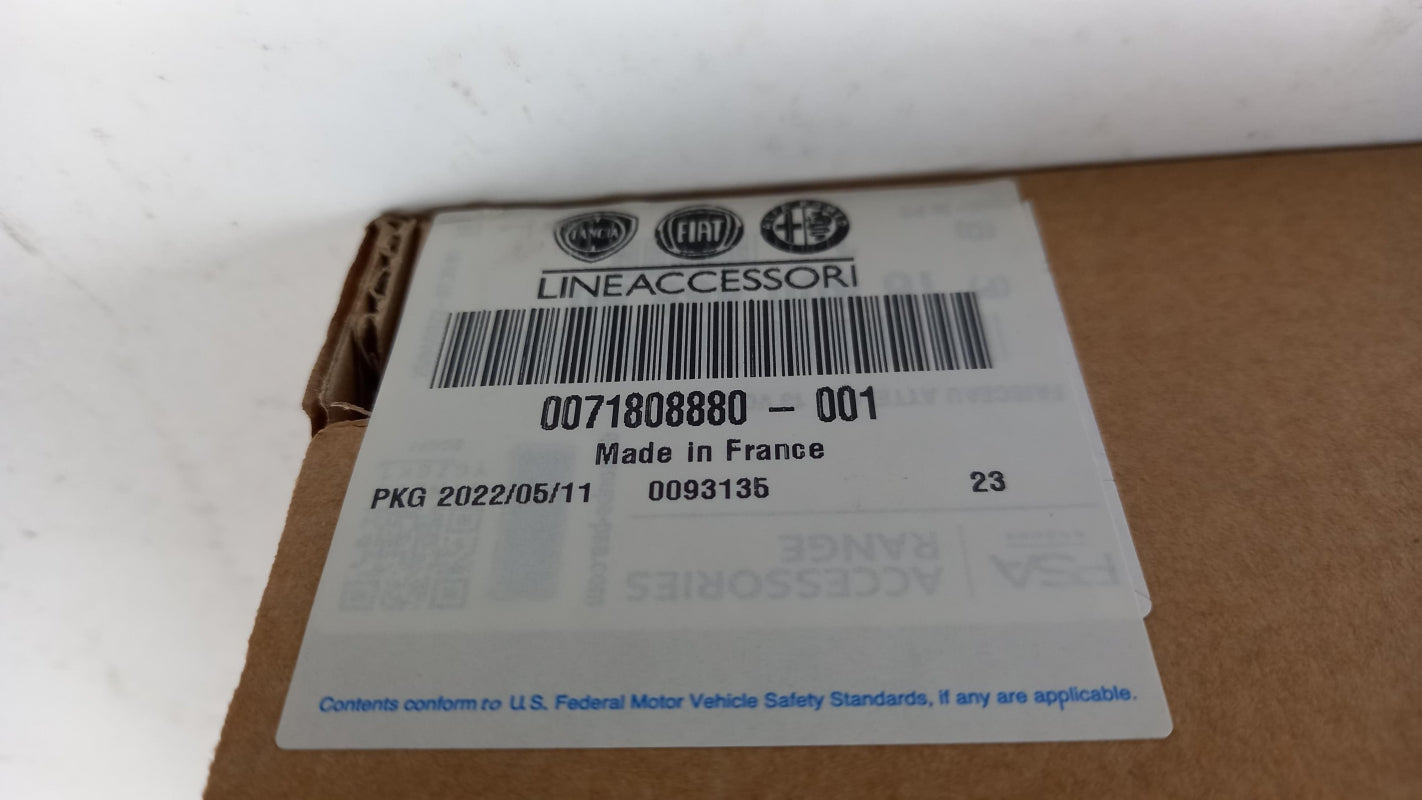 LANCIA FIAT
LINEACCESSORI
0071808880 - 001
Made in France
PKG 2022/05/11 0093135 23
ACCESSORIES
RANGE
PSA
Contents conform to U.S. Federal Motor Vehicle Safety Standards, if any are applicable.